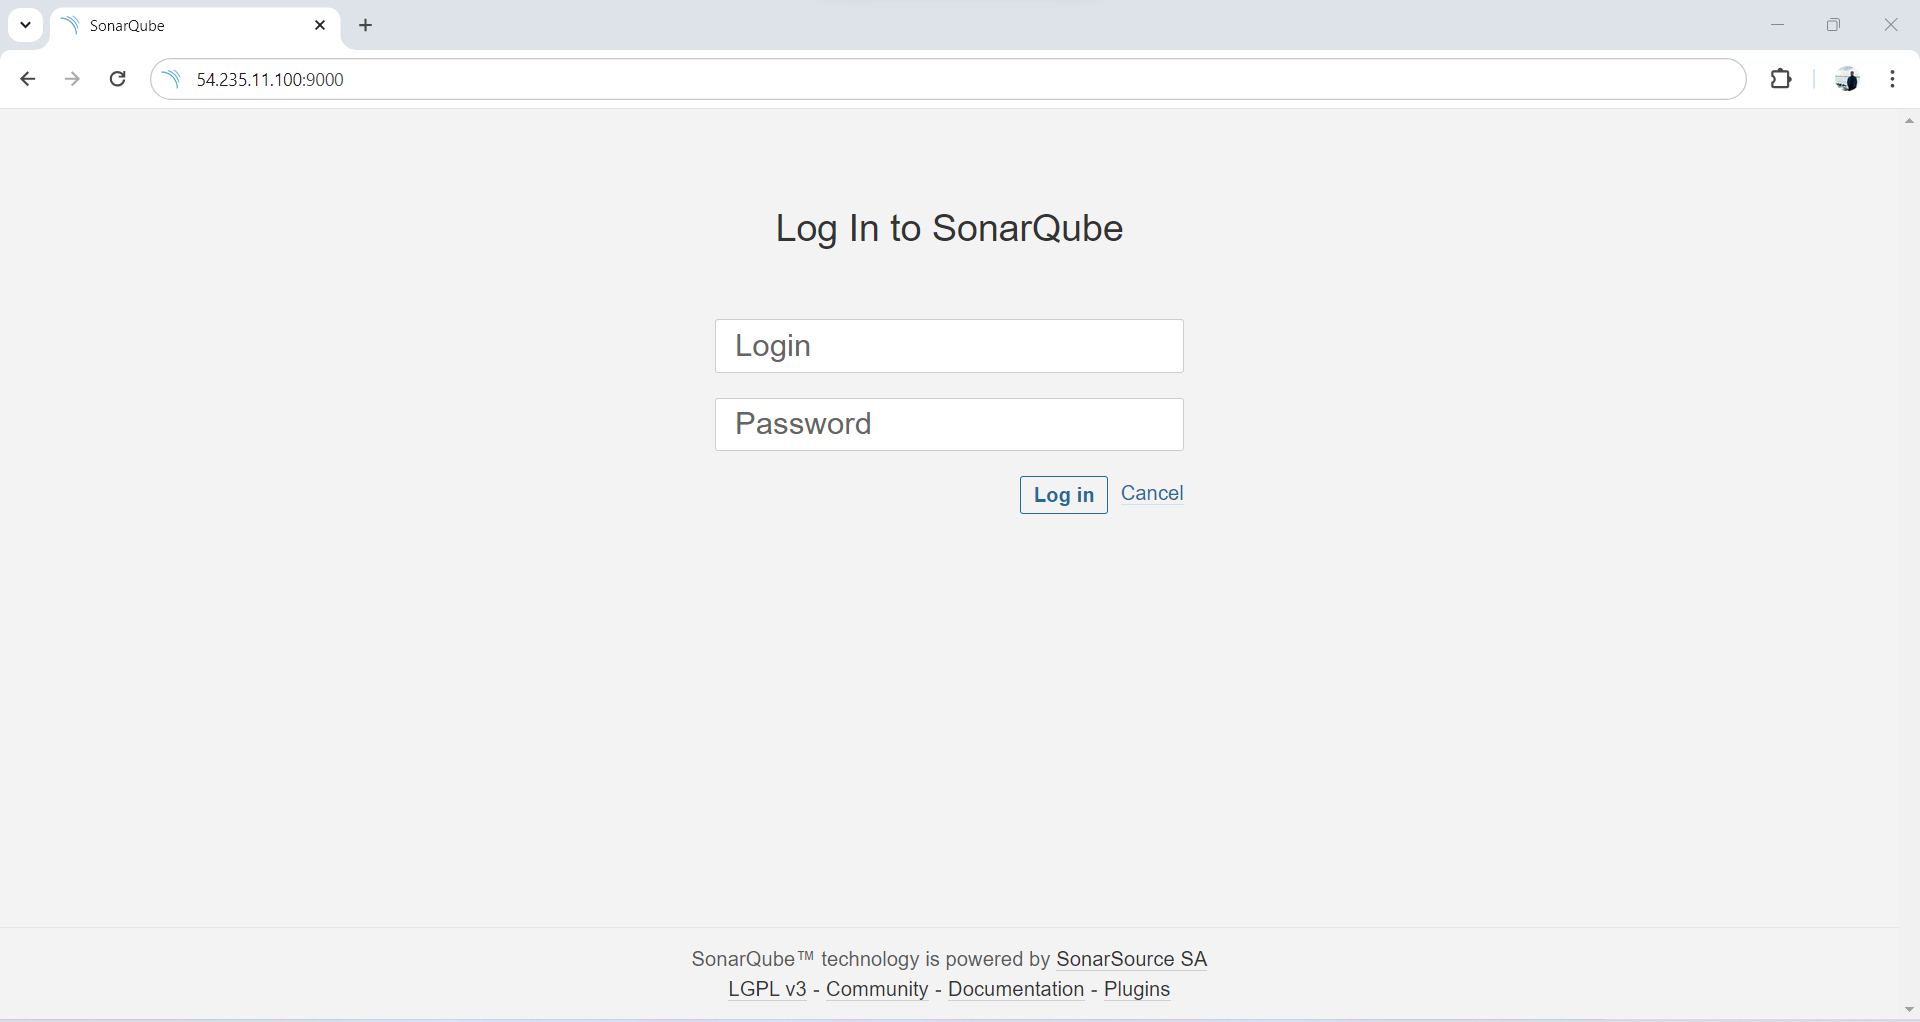 SonarQube
54.235.11.100:9000
Log In to SonarQube
Login
Password
Log in Cancel
SonarQube™ technology is powered by SonarSource SA
LGPL v3 - Community - Documentation - Plugins